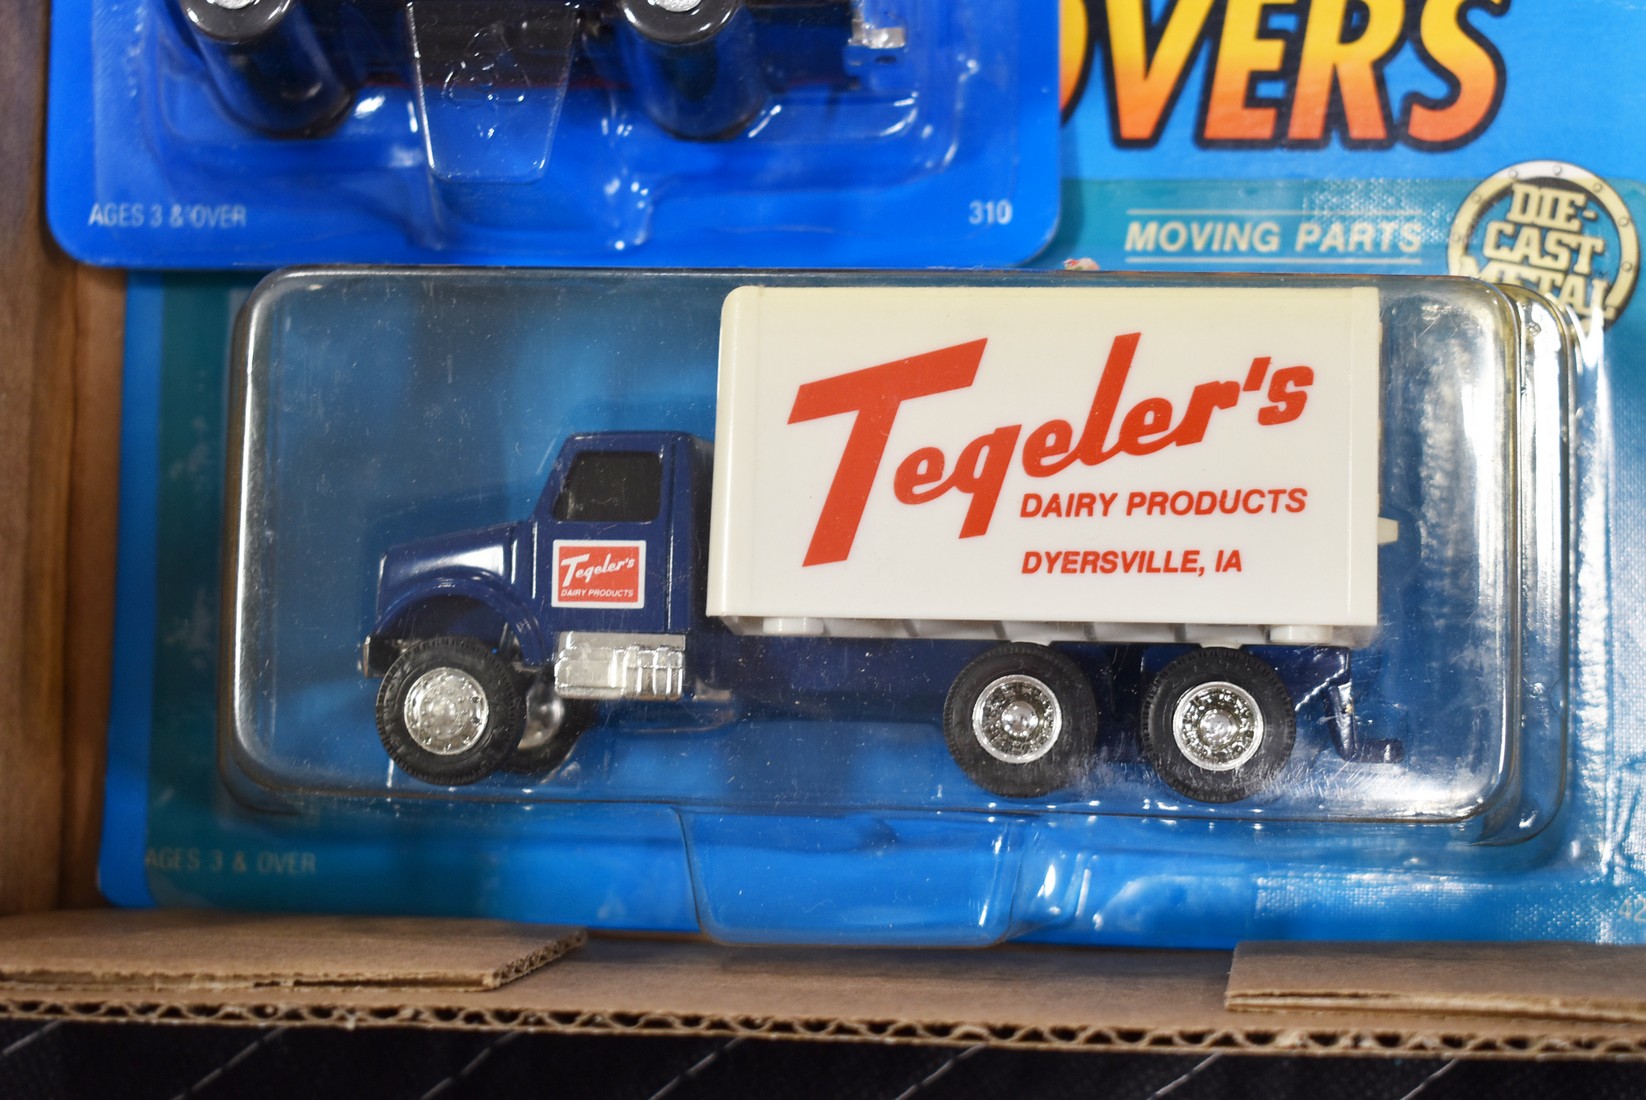 OVERS
AGES 3 & OVER
310
MOVING PARTS
DIE-
CAST
METAL
Tegeler's
DAIRY PRODUCTS
DYERSVILLE, IA
Tegeler's
DAIRY PRODUCTS
AGES 3 & OVER